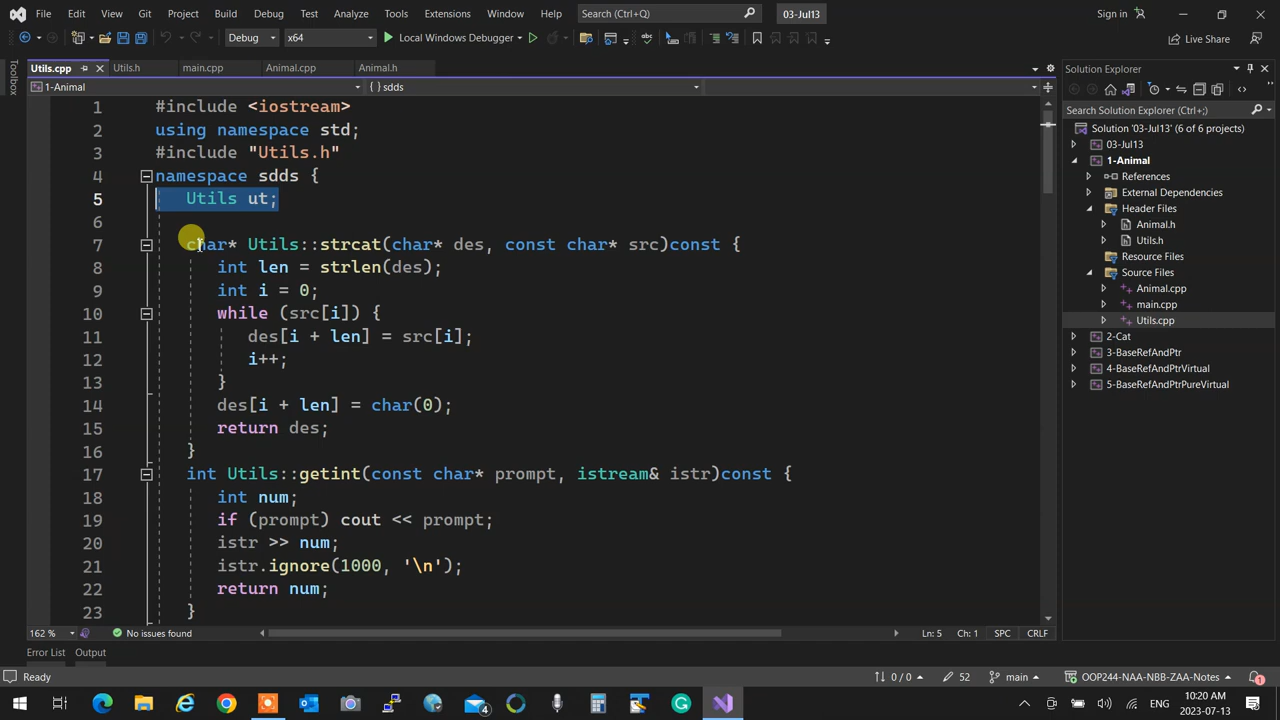 File Edit View Git Project Build Debug Test Analyze Tools Extensions Window Help Search (Ctrl+Q) 03-Jul13 Sign in
Debug x64 Local Windows Debugger Live Share
Toolbox
Utils.cpp Utils.h main.cpp Animal.cpp Animal.h
1-Animal {} sdds
1 #include <iostream>
2 using namespace std;
3 #include "Utils.h"
4 namespace sdds {
5 Utils ut;
6
7 char* Utils::strcat(char* des, const char* src)const {
8 int len = strlen(des);
9 int i = 0;
10 while (src[i]) {
11 des[i + len] = src[i];
12 i++;
13 }
14 des[i + len] = char(0);
15 return des;
16 }
17 int Utils::getint(const char* prompt, istream& istr)const {
18 int num;
19 if (prompt) cout << prompt;
20 istr >> num;
21 istr.ignore(1000, '\n');
22 return num;
23 }
162 % No issues found Ln: 5 Ch: 1 SPC CRLF
Solution Explorer
Search Solution Explorer (Ctrl+;)
Solution '03-Jul13' (6 of 6 projects)
03-Jul13
1-Animal
References
External Dependencies
Header Files
Animal.h
Utils.h
Resource Files
Source Files
Animal.cpp
main.cpp
Utils.cpp
2-Cat
3-BaseRefAndPtr
4-BaseRefAndPtrVirtual
5-BaseRefAndPtrPureVirtual
Error List Output
Ready 0 / 0 52 main OOP244-NAA-NBB-ZAA-Notes 1
4 ENG 10:20 AM
2023-07-13